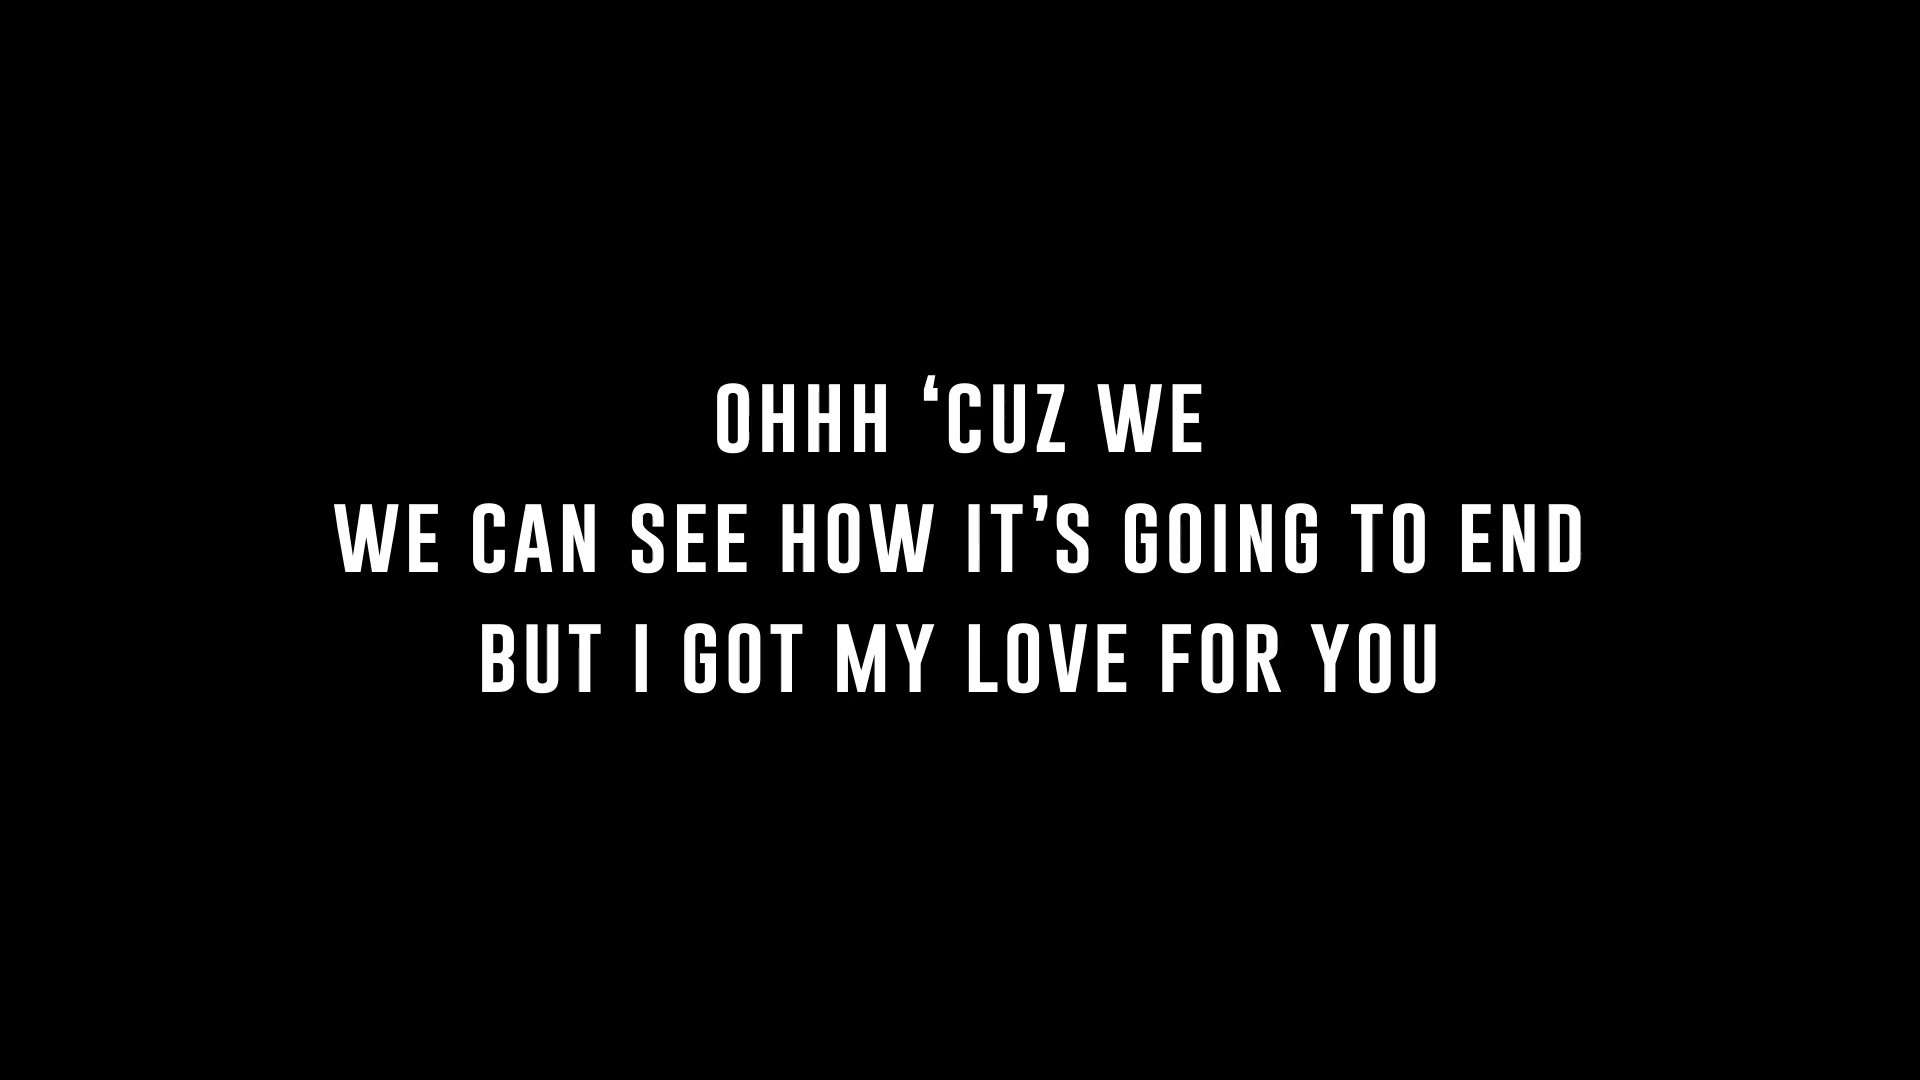 OHHH ‘CUZ WE
WE CAN SEE HOW IT’S GOING TO END
BUT I GOT MY LOVE FOR YOU